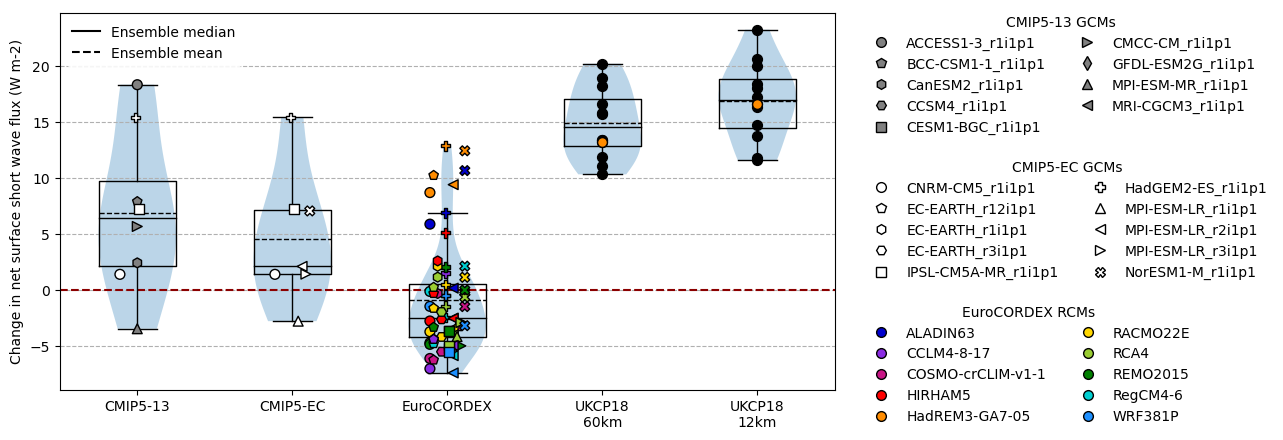 Change in net surface short wave flux (W m-2)
Ensemble median
Ensemble mean
20
15
10
5
0
−5
CMIP5-13
CMIP5-EC
EuroCORDEX
UKCP18
60km
UKCP18
12km
CMIP5-13 GCMs
ACCESS1-3_r1i1p1
BCC-CSM1-1_r1i1p1
CanESM2_r1i1p1
CCSM4_r1i1p1
CESM1-BGC_r1i1p1
CMCC-CM_r1i1p1
GFDL-ESM2G_r1i1p1
MPI-ESM-MR_r1i1p1
MRI-CGCM3_r1i1p1
CMIP5-EC GCMs
CNRM-CM5_r1i1p1
EC-EARTH_r12i1p1
EC-EARTH_r1i1p1
EC-EARTH_r3i1p1
IPSL-CM5A-MR_r1i1p1
HadGEM2-ES_r1i1p1
MPI-ESM-LR_r1i1p1
MPI-ESM-LR_r2i1p1
MPI-ESM-LR_r3i1p1
NorESM1-M_r1i1p1
EuroCORDEX RCMs
ALADIN63
CCLM4-8-17
COSMO-crCLIM-v1-1
HIRHAM5
HadREM3-GA7-05
RACMO22E
RCA4
REMO2015
RegCM4-6
WRF381P